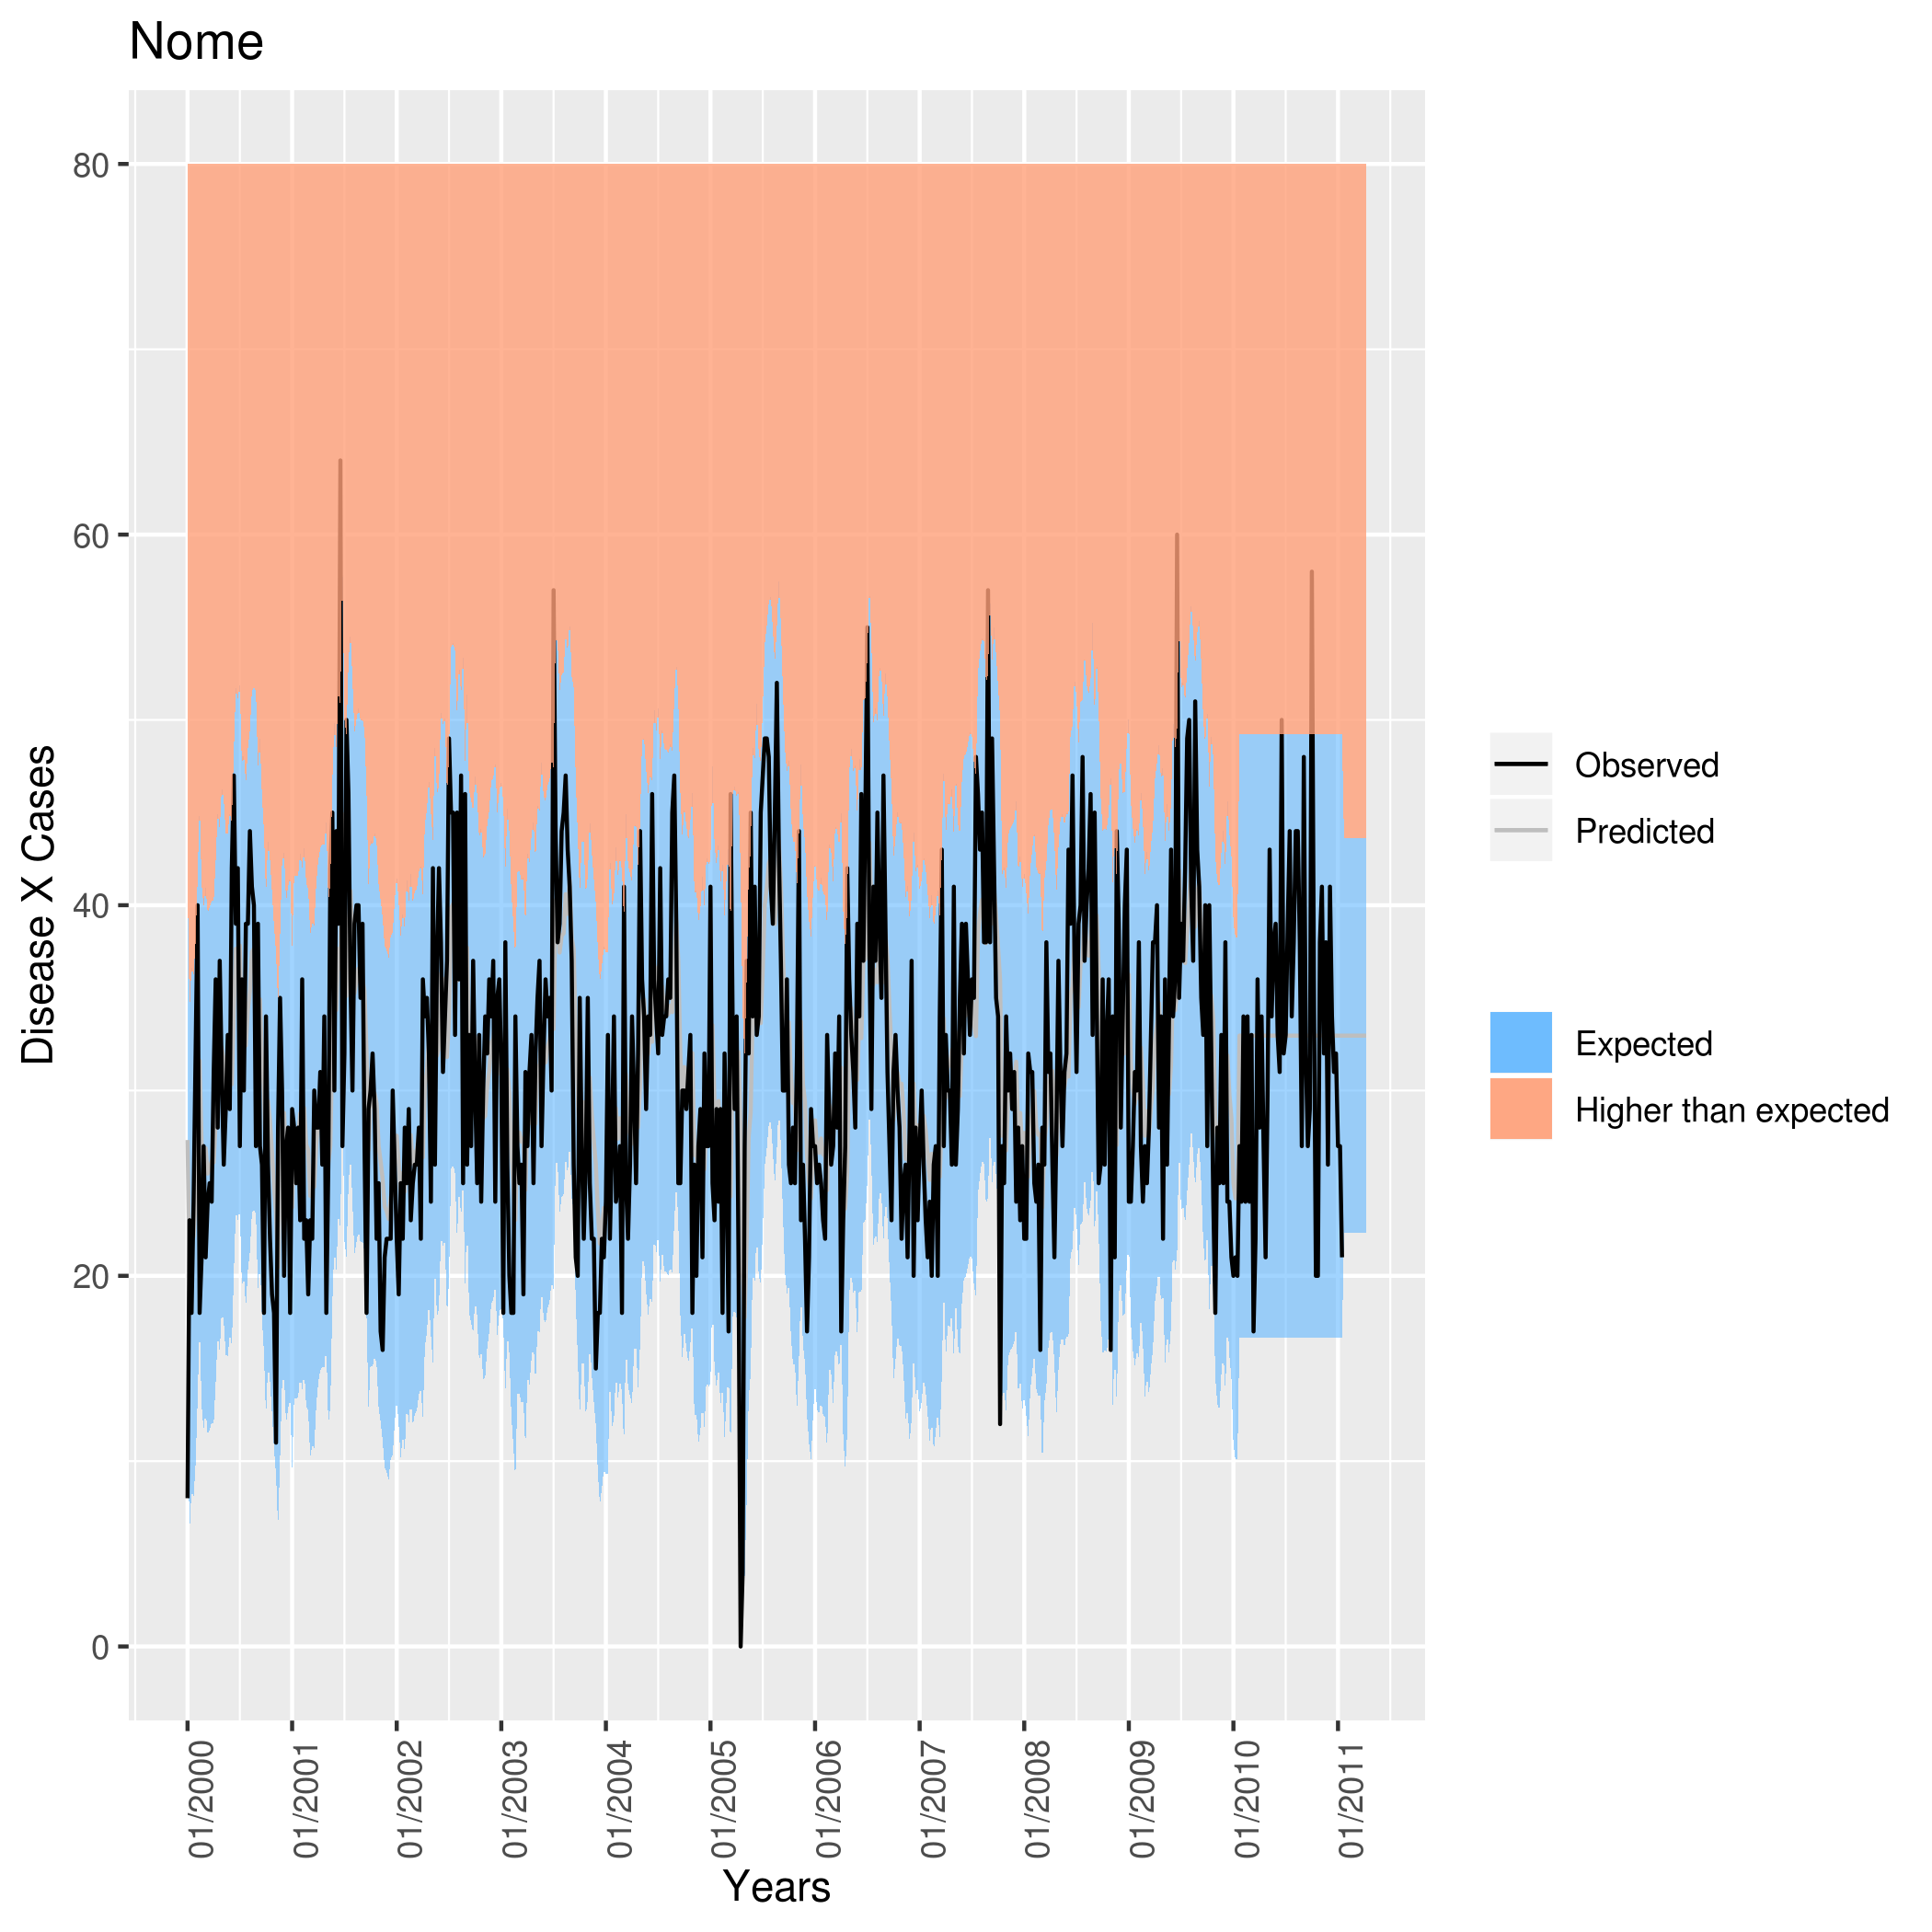 Nome
Disease X Cases
80
60
40
20
0
01/2000
01/2001
01/2002
01/2003
01/2004
01/2005
01/2006
01/2007
01/2008
01/2009
01/2010
01/2011
Years
Observed
Predicted
Expected
Higher than expected